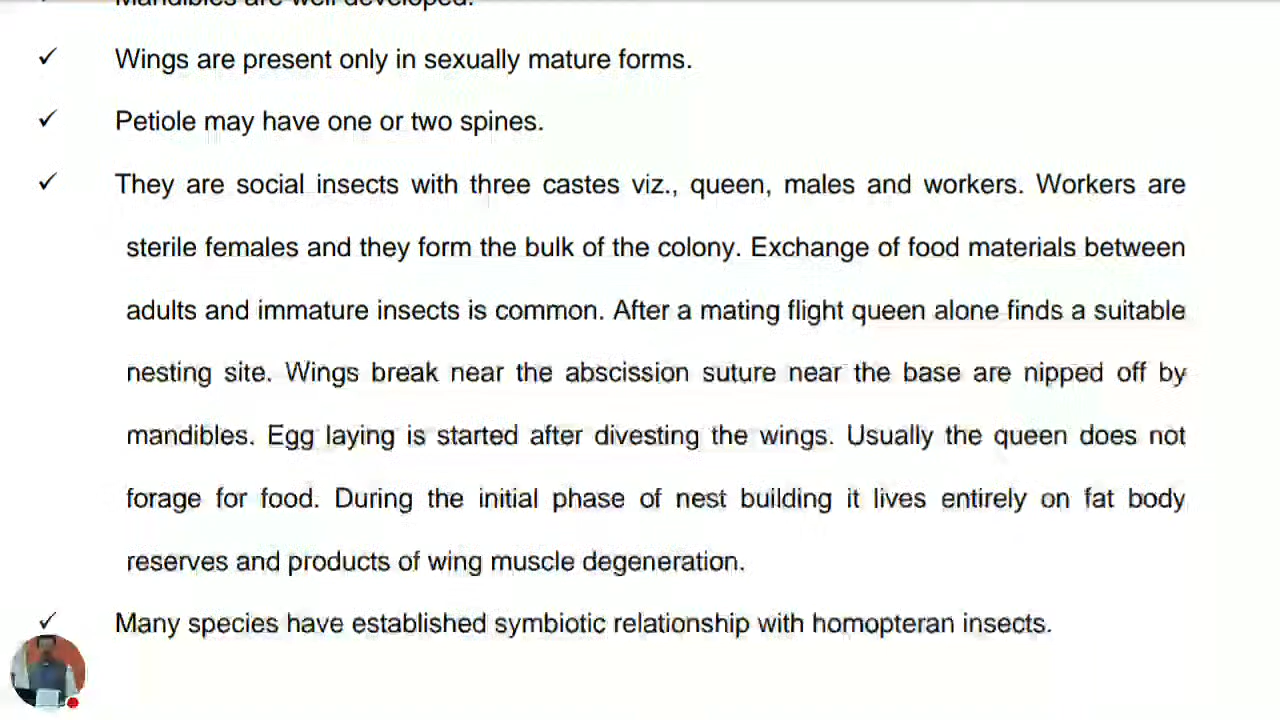 Mandibles are well developed.
✓ Wings are present only in sexually mature forms.
✓ Petiole may have one or two spines.
✓ They are social insects with three castes viz., queen, males and workers. Workers are
sterile females and they form the bulk of the colony. Exchange of food materials between
adults and immature insects is common. After a mating flight queen alone finds a suitable
nesting site. Wings break near the abscission suture near the base are nipped off by
mandibles. Egg laying is started after divesting the wings. Usually the queen does not
forage for food. During the initial phase of nest building it lives entirely on fat body
reserves and products of wing muscle degeneration.
✓ Many species have established symbiotic relationship with homopteran insects.